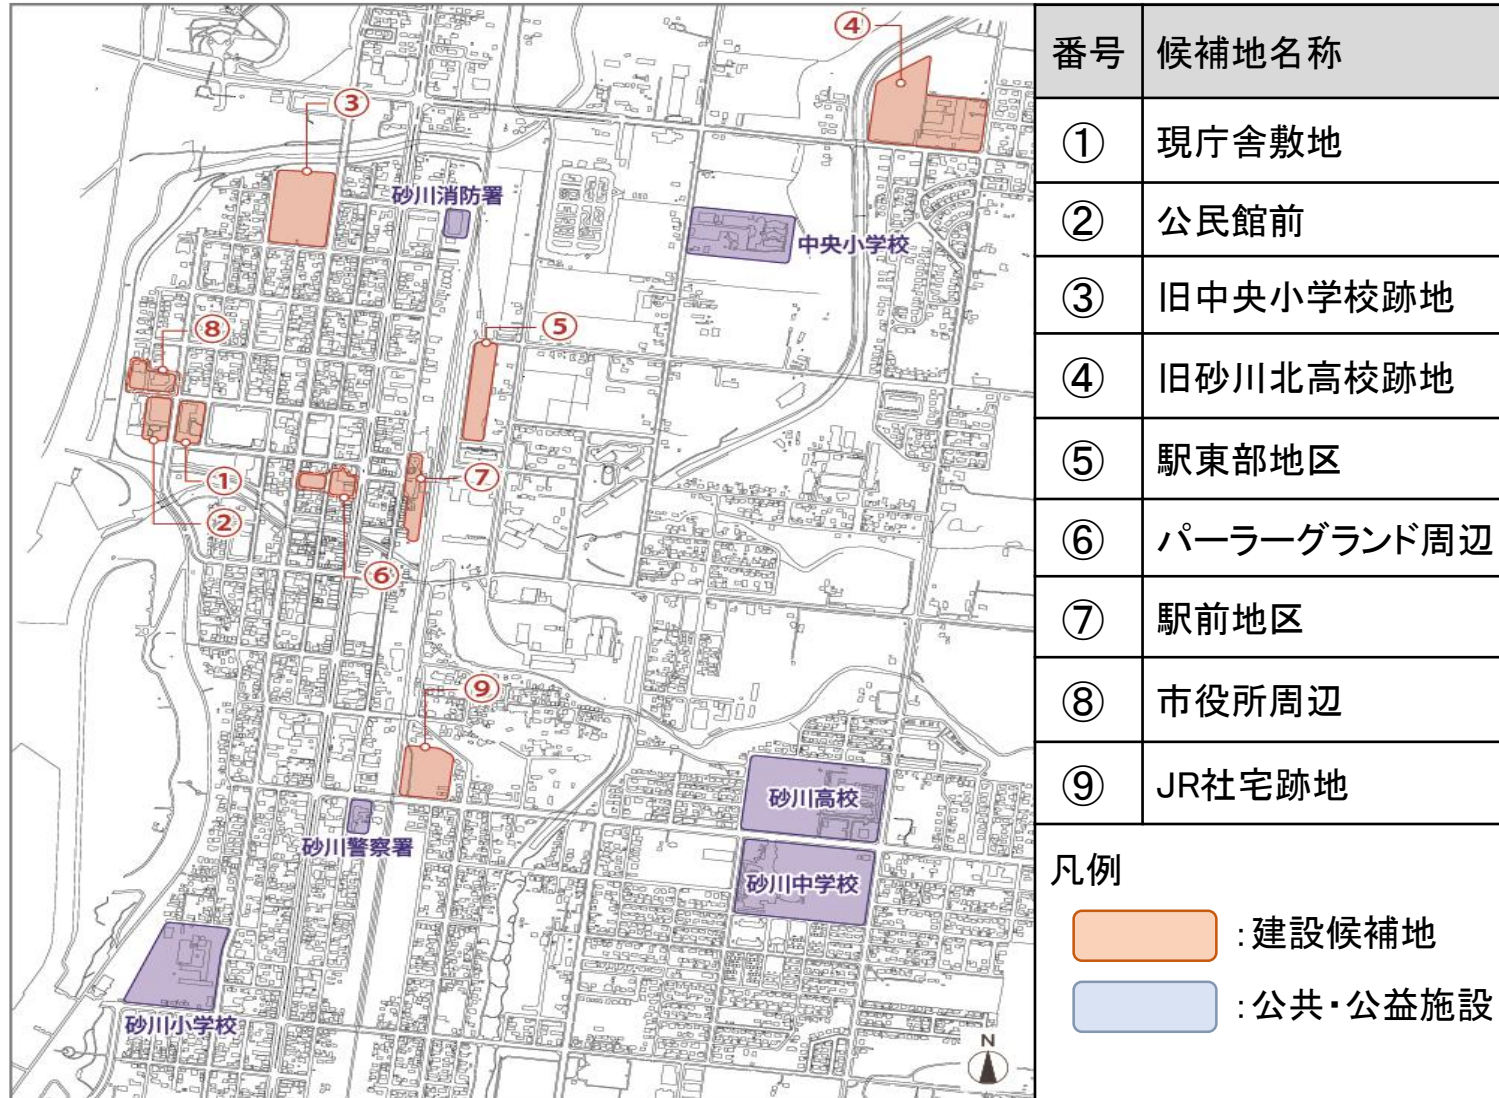 ④
③
砂川消防署
中央小学校
⑧
⑤
①
⑦
②
⑥
⑨
砂川高校
砂川警察署
砂川中学校
砂川小学校
N
番号 候補地名称
① 現庁舎敷地
② 公民館前
③ 旧中央小学校跡地
④ 旧砂川北高校跡地
⑤ 駅東部地区
⑥ パーラーグランド周辺
⑦ 駅前地区
⑧ 市役所周辺
⑨ JR社宅跡地
凡例
：建設候補地
：公共・公益施設